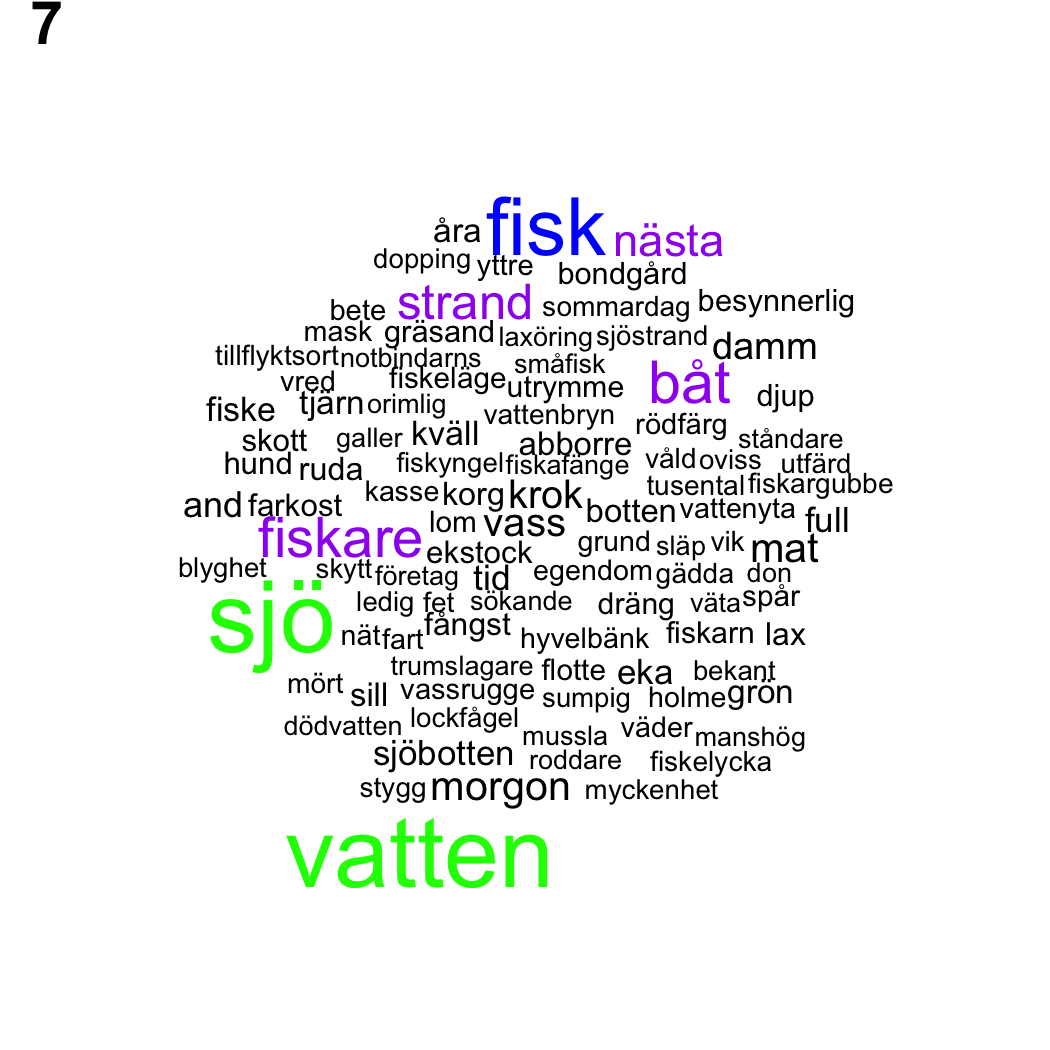 7
åra fisk nästa
dopping yttre bondgård
bete strand sommardag besynnerlig
mask gräsand laxöring sjöstrand damm
tillflyktsort notbindarns småfisk
vred fiskeläge utrymme båt djup
fiske tjärn orimlig vattenbryn rödfärg
skott galler kväll abborre ståndare
hund ruda fiskyngel fiskafänge våld oviss utfärd
kasse korg krok tusental fiskargubbe
and farkost lom vass botten vattenyta full
fiskare ekstock grund släp vik mat
blyghet skytt företag tid egendom gädda don
sjö ledig fet sökande dräng väta spår
nät fart fångst hyvelbänk fiskarn lax
trumslagare flotte eka bekant
mört sill vassrugge sumpig holme grön
dödvatten lockfågel mussla väder manshög
sjöbotten roddare fiskelycka
stygg morgon myckenhet
vatten